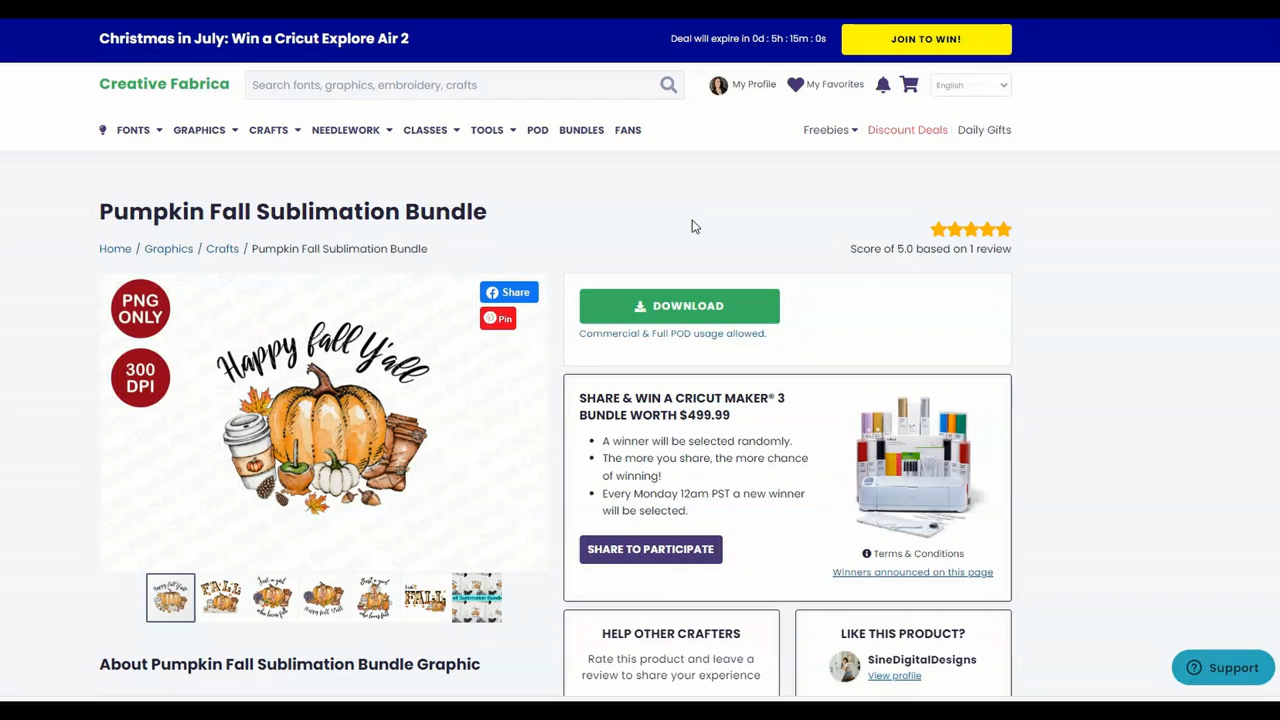 Christmas in July: Win a Cricut Explore Air 2
Deal will expire in 0d : 5h : 15m : 0s
JOIN TO WIN!
Creative Fabrica
Search fonts, graphics, embroidery, crafts
My Profile
My Favorites
English
FONTS
GRAPHICS
CRAFTS
NEEDLEWORK
CLASSES
TOOLS
POD
BUNDLES
FANS
Freebies
Discount Deals
Daily Gifts
Pumpkin Fall Sublimation Bundle
Home / Graphics / Crafts / Pumpkin Fall Sublimation Bundle
Score of 5.0 based on 1 review
PNG
ONLY
300
DPI
Share
Pin
Happy fall Y'all
DOWNLOAD
Commercial & Full POD usage allowed.
SHARE & WIN A CRICUT MAKER® 3
BUNDLE WORTH $499.99
A winner will be selected randomly.
The more you share, the more chance
of winning!
Every Monday 12am PST a new winner
will be selected.
SHARE TO PARTICIPATE
Terms & Conditions
Winners announced on this page
HELP OTHER CRAFTERS
Rate this product and leave a
review to share your experience
LIKE THIS PRODUCT?
SineDigitalDesigns
View profile
About Pumpkin Fall Sublimation Bundle Graphic
Support